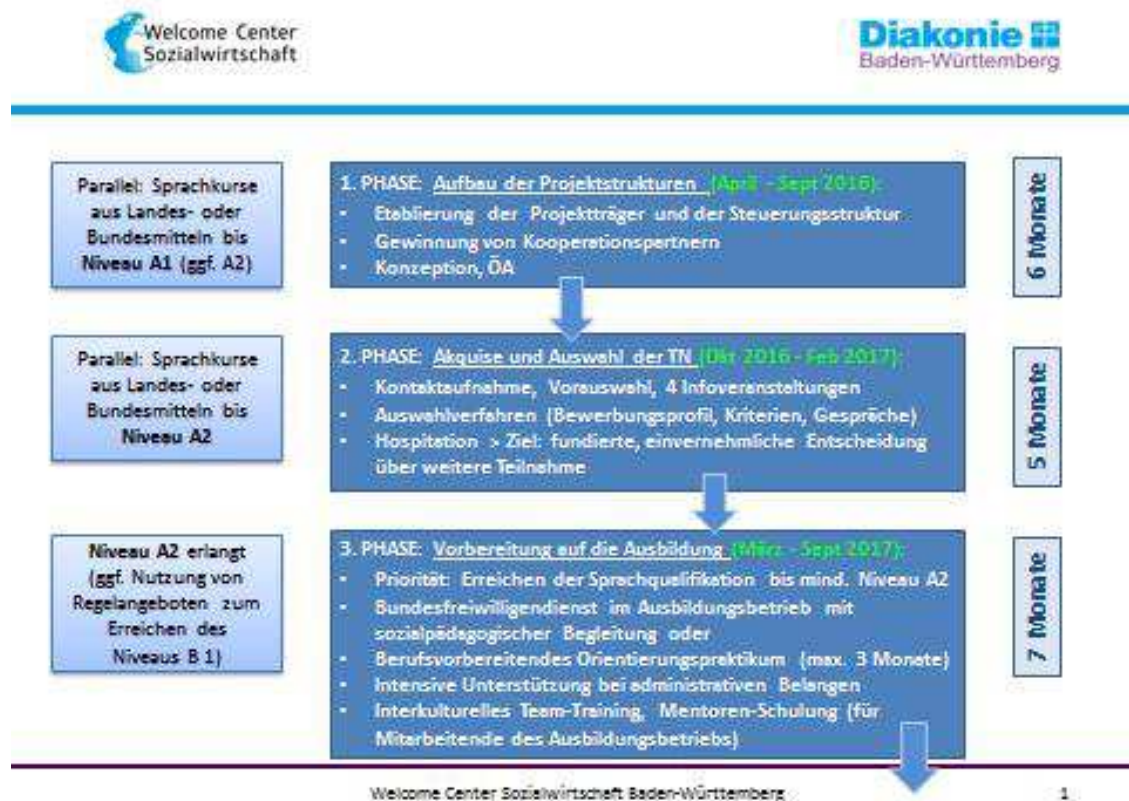 Welcome Center
Sozialwirtschaft
Diakonie
Baden-Württemberg
Parallel: Sprachkurse
aus Landes- oder
Bundesmitteln bis
Niveau A1 (ggf. A2)
1. PHASE: Aufbau der Projektstrukturen (April - Sept 2016):
• Etablierung der Projektträger und der Steuerungsstruktur
• Gewinnung von Kooperationspartnern
• Konzeption, ÖA
6 Monate
Parallel: Sprachkurse
aus Landes- oder
Bundesmitteln bis
Niveau A2
2. PHASE: Akquise und Auswahl der TN (Okt 2016 - Feb 2017):
• Kontaktaufnahme, Vorauswahl, 4 Infoveranstaltungen
• Auswahlverfahren (Bewerbungsprofil, Kriterien, Gespräche)
• Hospitation > Ziel: fundierte, einvernehmliche Entscheidung
über weitere Teilnahme
5 Monate
Niveau A2 erlangt
(ggf. Nutzung von
Regelangeboten zum
Erreichen des
Niveaus B 1)
3. PHASE: Vorbereitung auf die Ausbildung (März - Sept 2017):
• Priorität: Erreichen der Sprachqualifikation bis mind. Niveau A2
• Bundesfreiwilligendienst im Ausbildungsbetrieb mit
sozialpädagogischer Begleitung oder
• Berufsvorbereitendes Orientierungspraktikum (max. 3 Monate)
• Intensive Unterstützung bei administrativen Belangen
• Interkulturelles Team-Training, Mentoren-Schulung (für
Mitarbeitende des Ausbildungsbetriebs)
7 Monate
Welcome Center Sozialwirtschaft Baden-Württemberg
1